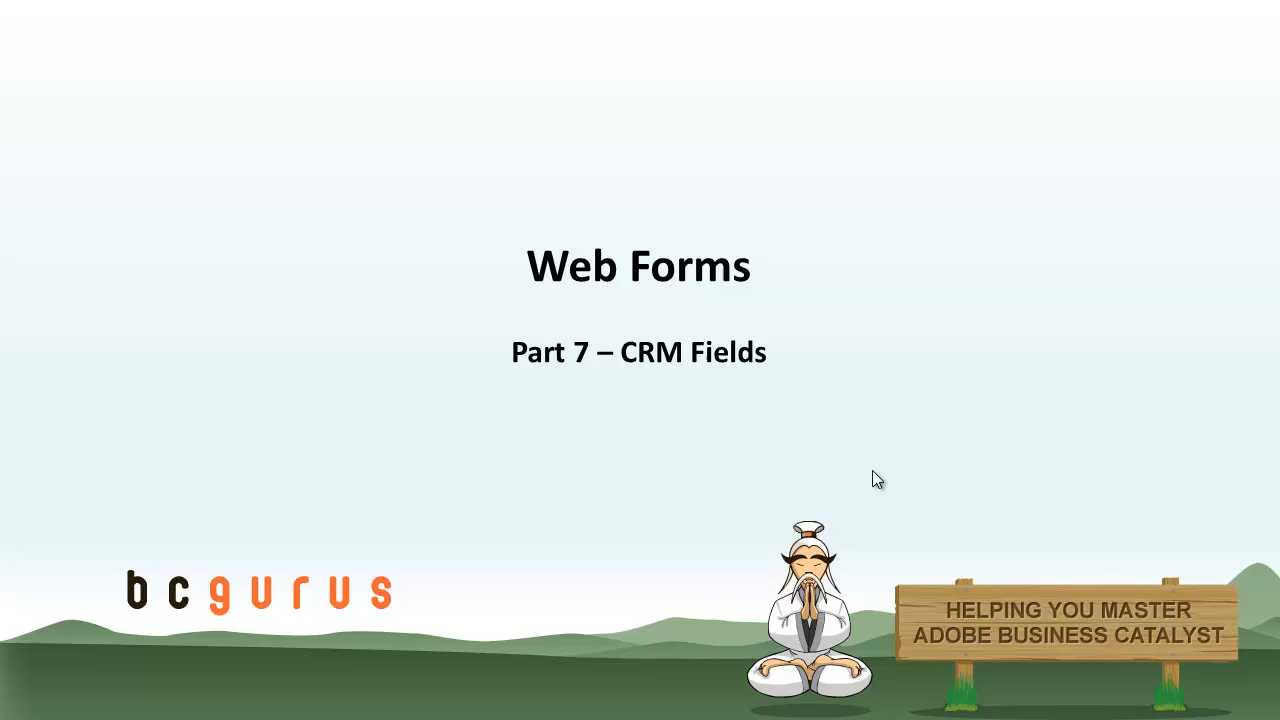 Web Forms
Part 7 – CRM Fields
bcgurus
HELPING YOU MASTER
ADOBE BUSINESS CATALYST